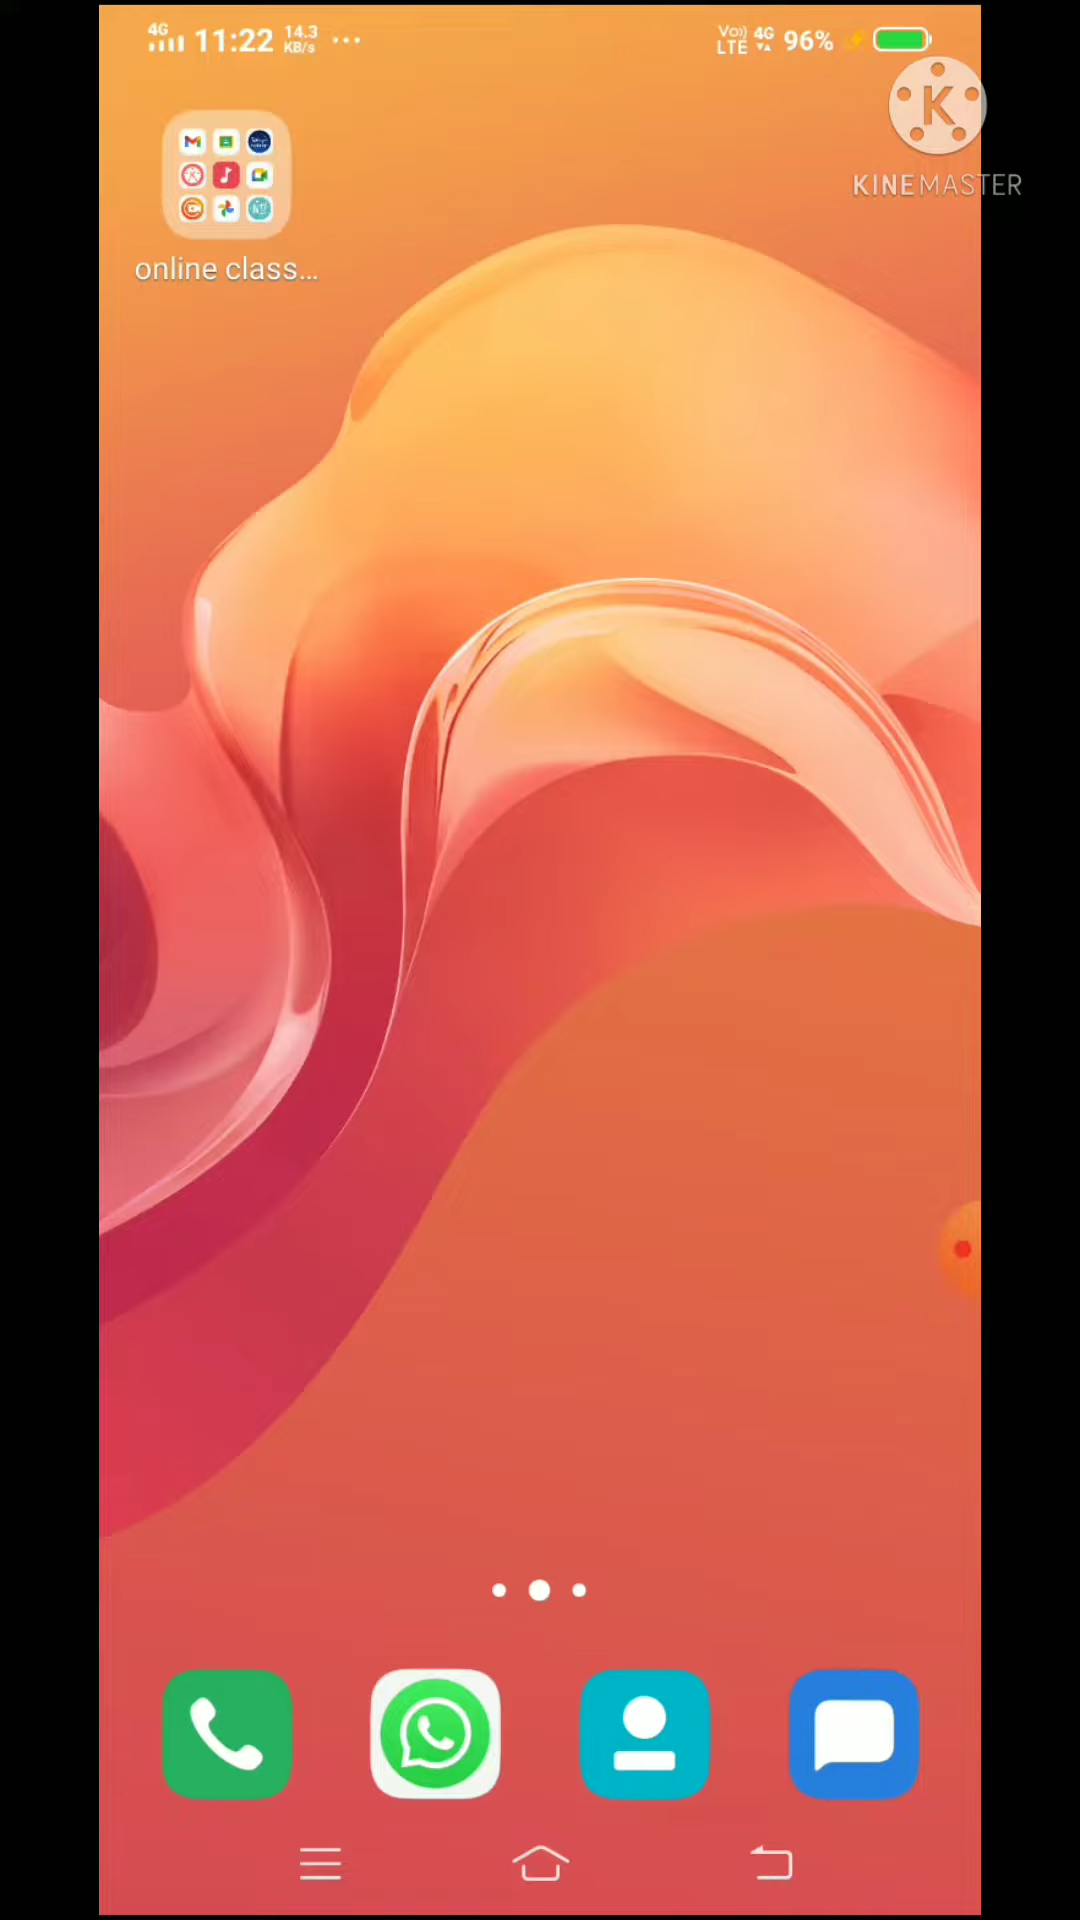 4G 11:22 14.3 KB/s ... Vo)) LTE 4G 96%
K
KINEMASTER
online class...